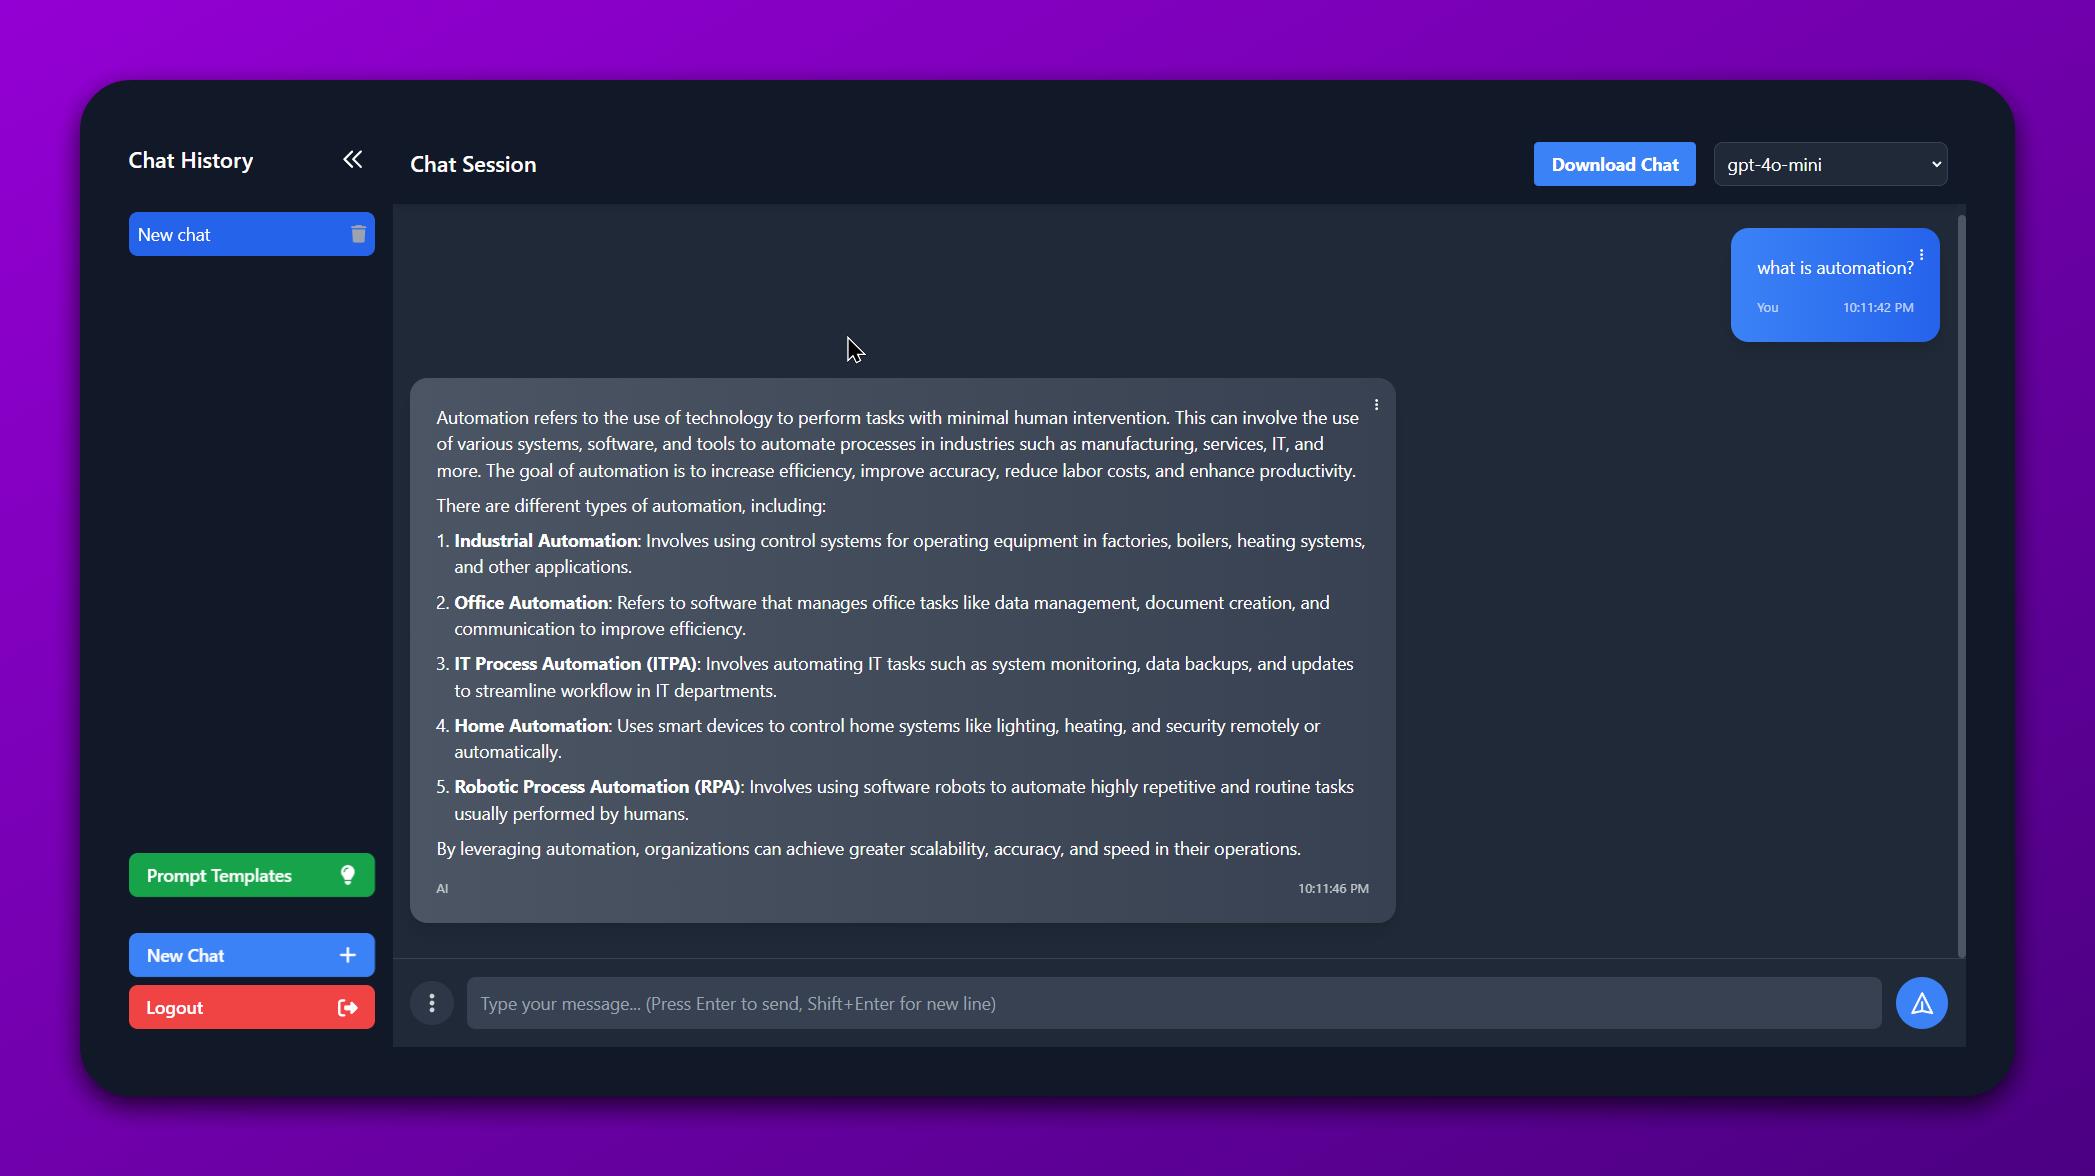 Chat History
New chat
Prompt Templates
New Chat
Logout
Chat Session
Download Chat
gpt-4o-mini
what is automation?
You 10:11:42 PM
Automation refers to the use of technology to perform tasks with minimal human intervention. This can involve the use
of various systems, software, and tools to automate processes in industries such as manufacturing, services, IT, and
more. The goal of automation is to increase efficiency, improve accuracy, reduce labor costs, and enhance productivity.
There are different types of automation, including:
1. Industrial Automation: Involves using control systems for operating equipment in factories, boilers, heating systems,
and other applications.
2. Office Automation: Refers to software that manages office tasks like data management, document creation, and
communication to improve efficiency.
3. IT Process Automation (ITPA): Involves automating IT tasks such as system monitoring, data backups, and updates
to streamline workflow in IT departments.
4. Home Automation: Uses smart devices to control home systems like lighting, heating, and security remotely or
automatically.
5. Robotic Process Automation (RPA): Involves using software robots to automate highly repetitive and routine tasks
usually performed by humans.
By leveraging automation, organizations can achieve greater scalability, accuracy, and speed in their operations.
AI 10:11:46 PM
Type your message... (Press Enter to send, Shift+Enter for new line)